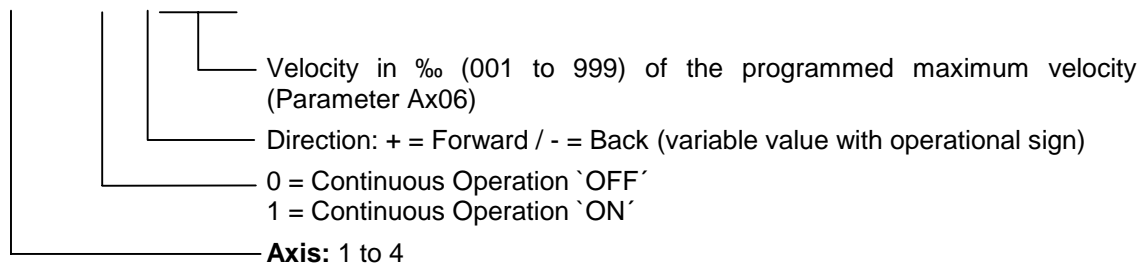 Velocity in ‰ (001 to 999) of the programmed maximum velocity
(Parameter Ax06)
Direction: + = Forward / - = Back (variable value with operational sign)
0 = Continuous Operation `OFF´
1 = Continuous Operation `ON´
Axis: 1 to 4